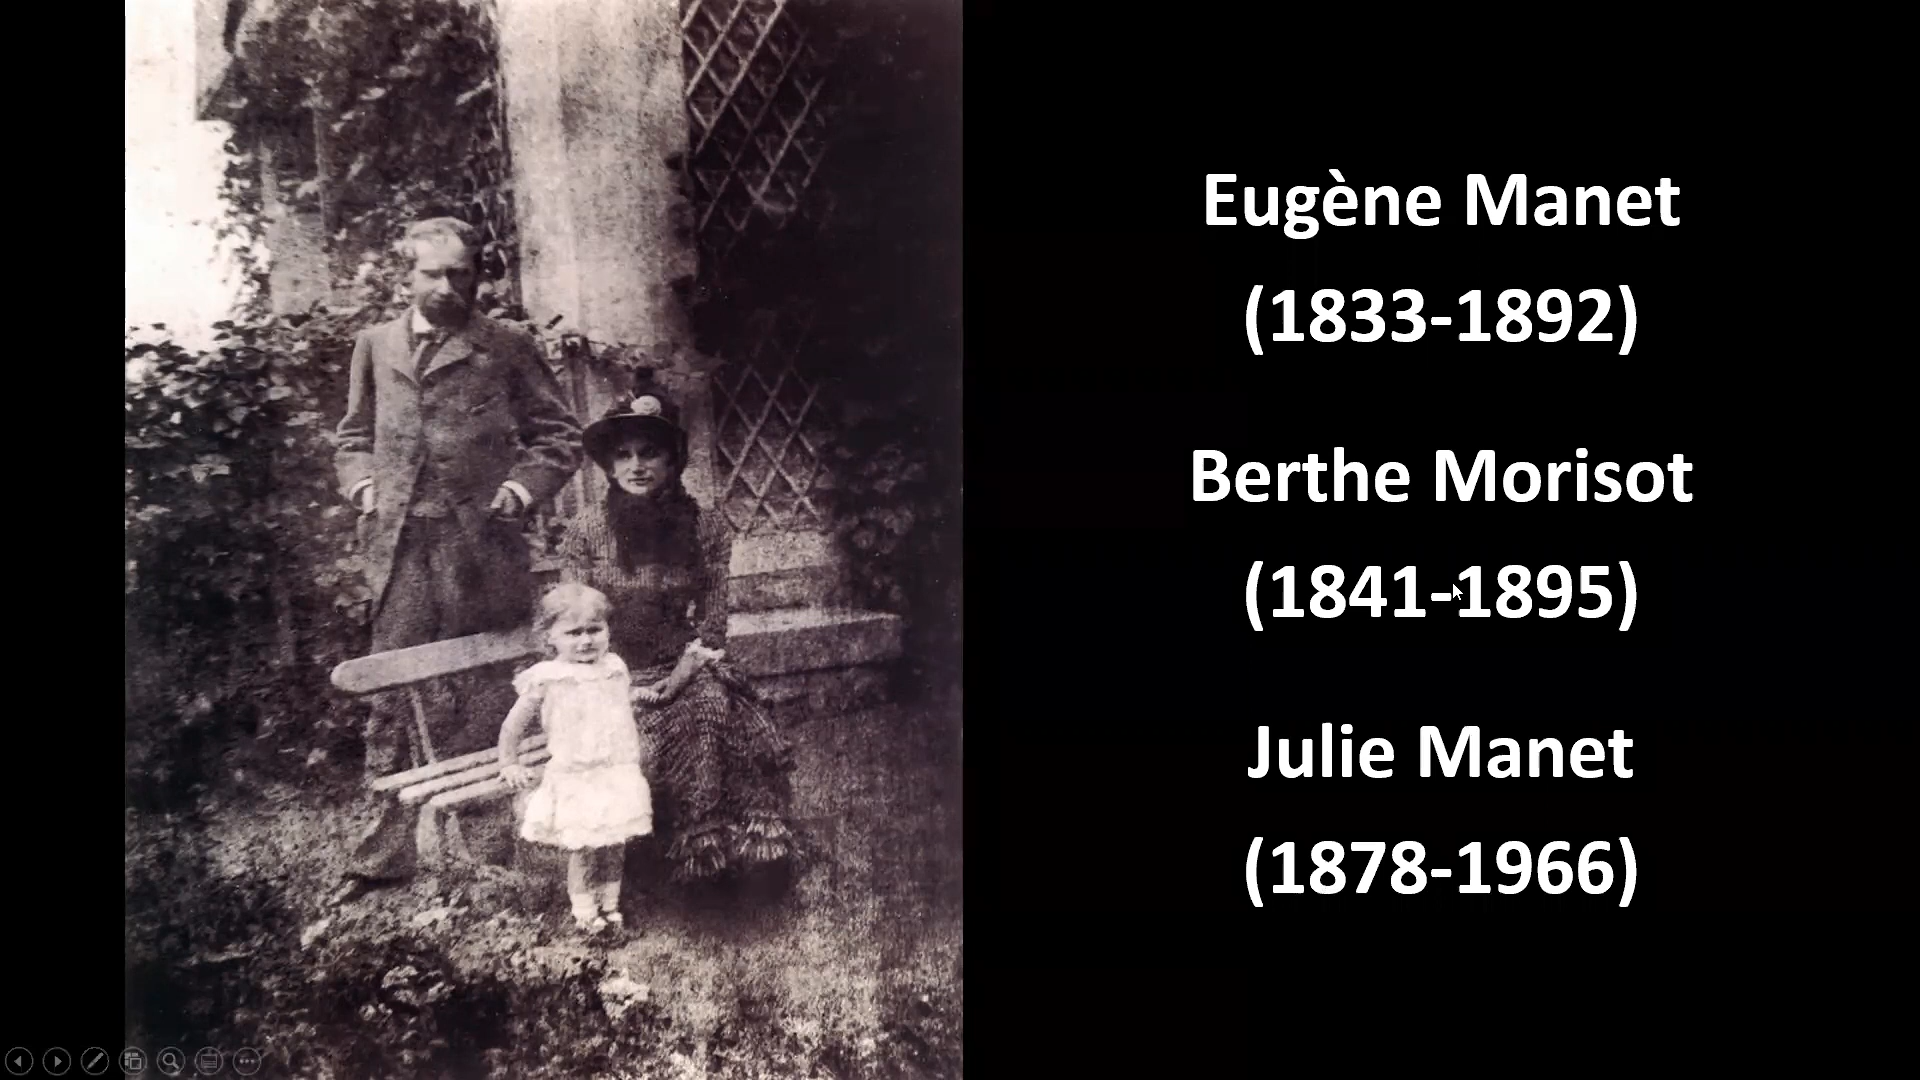 Eugène Manet
(1833-1892)
Berthe Morisot
(1841-1895)
Julie Manet
(1878-1966)